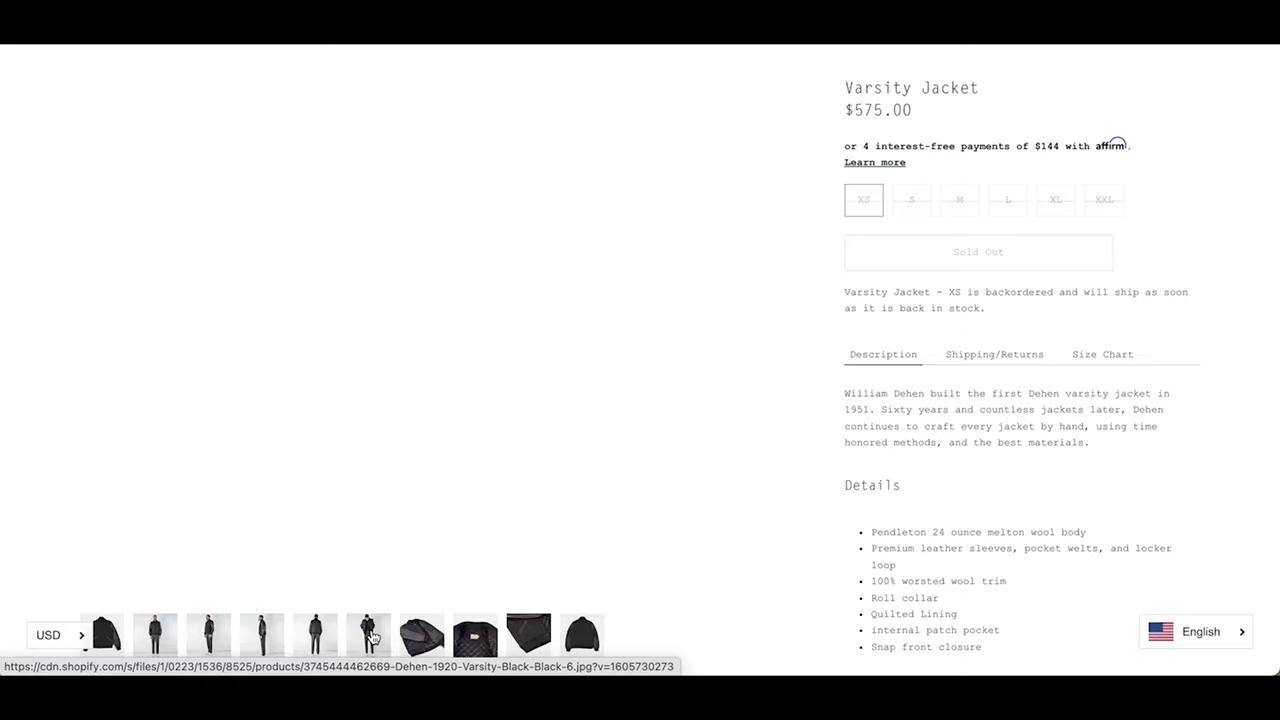 Varsity Jacket
$575.00
or 4 interest-free payments of $144 with affirm.
Learn more
XS S M L XL XXL
Sold Out
Varsity Jacket - XS is backordered and will ship as soon
as it is back in stock.
Description Shipping/Returns Size Chart
William Dehen built the first Dehen varsity jacket in
1951. Sixty years and countless jackets later, Dehen
continues to craft every jacket by hand, using time
honored methods, and the best materials.
Details
• Pendleton 24 ounce melton wool body
• Premium leather sleeves, pocket welts, and locker
loop
• 100% worsted wool trim
• Roll collar
• Quilted Lining
• internal patch pocket
• Snap front closure
USD
English
https://cdn.shopify.com/s/files/1/0223/1536/8525/products/3745444462669-Dehen-1920-Varsity-Black-Black-6.jpg?v=1605730273